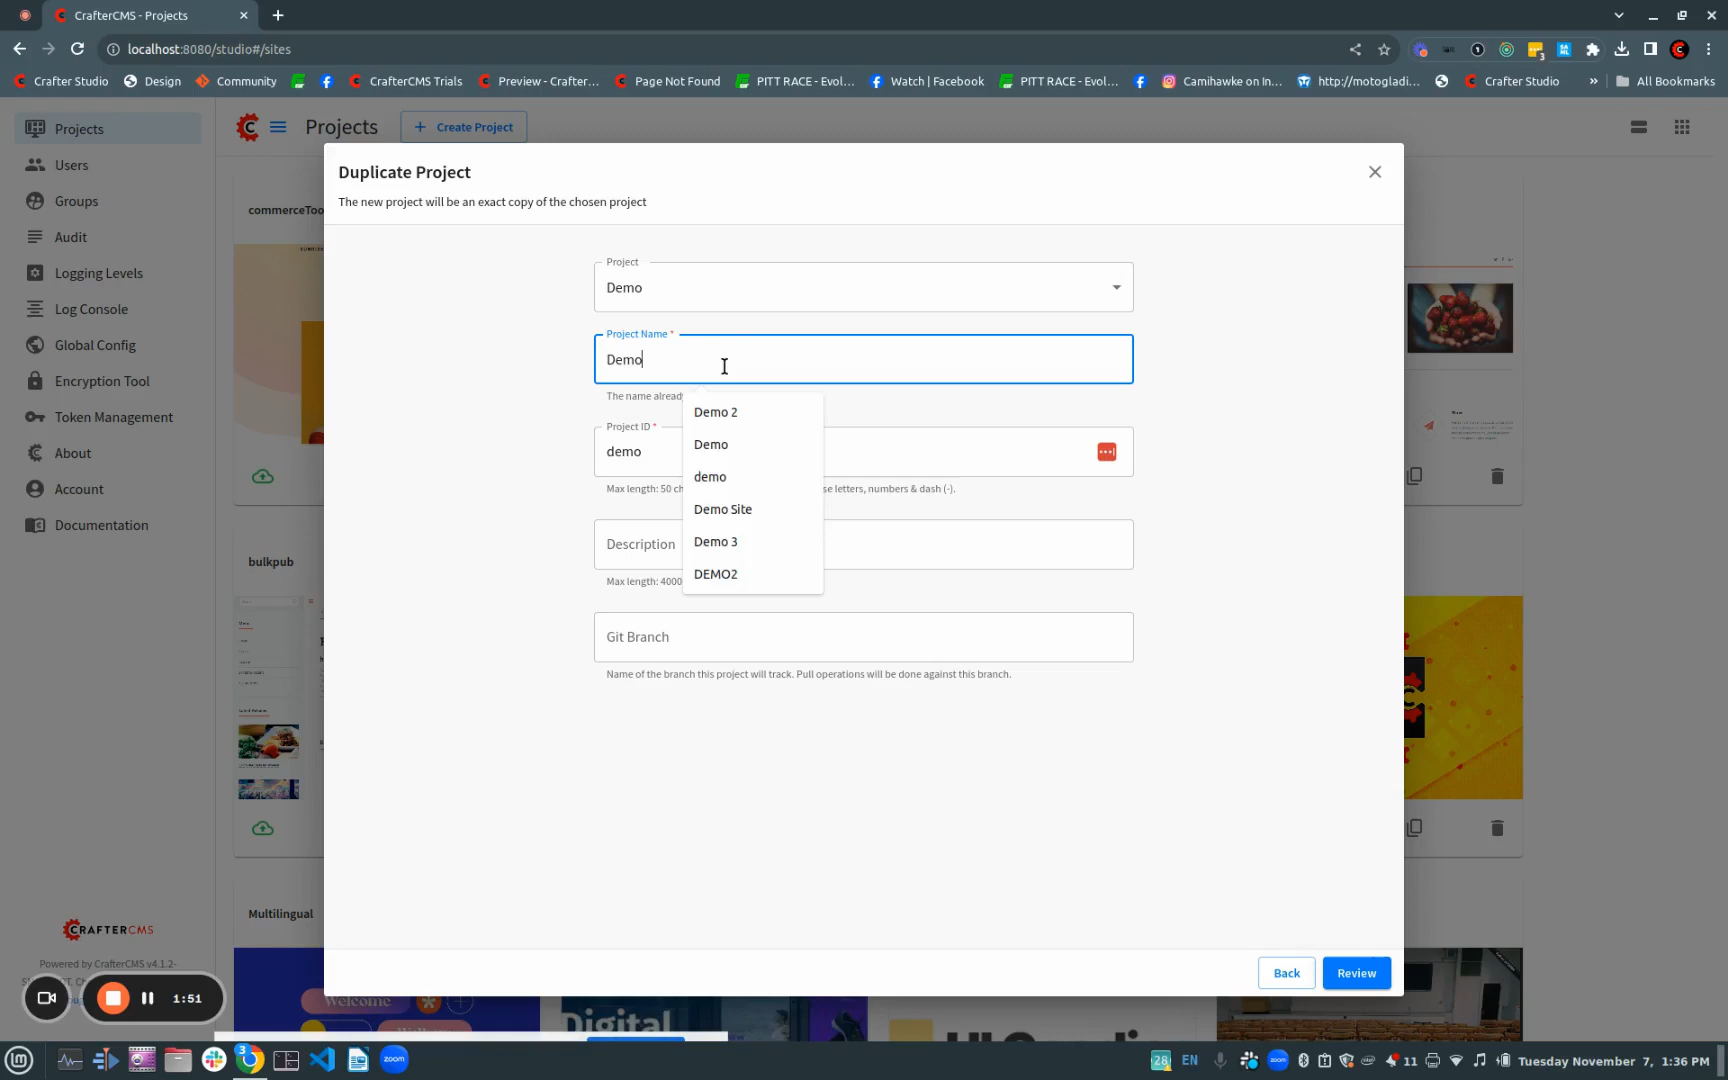 CrafterCMS - Projects
localhost:8080/studio#/sites
3
Crafter Studio
Design
Community
CrafterCMS Trials
Preview - Crafter...
Page Not Found
PITT RACE - Evol...
Watch | Facebook
PITT RACE - Evol...
Camihawke on In...
http://motogladi...
Crafter Studio
»
All Bookmarks
Projects
Users
Groups
Audit
Logging Levels
Log Console
Global Config
Encryption Tool
Token Management
About
Account
Documentation
CRAFTERCMS
Powered by CrafterCMS v4.1.2-
1:51
Projects
+ Create Project
commerceToo
bulkpub
Multilingual
Welcome
Digital
Duplicate Project
The new project will be an exact copy of the chosen project
Project
Demo
Project Name *
Demo
The name already
Demo 2
Demo
demo
Demo Site
Demo 3
DEMO2
Project ID *
demo
Max length: 50 ch
se letters, numbers & dash (-).
Description
Max length: 4000
Git Branch
Name of the branch this project will track. Pull operations will be done against this branch.
Back
Review
3
zoom
28
EN
zoom
11
Tuesday November 7, 1:36 PM